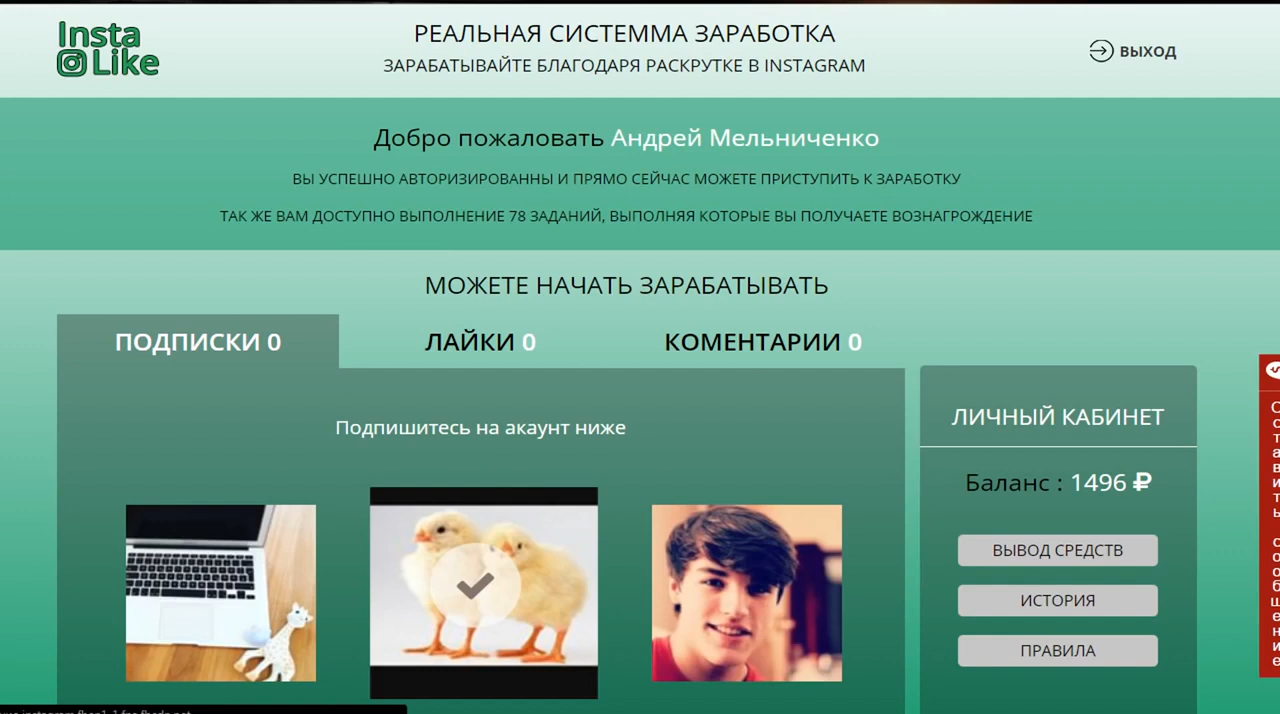 Insta
Like
РЕАЛЬНАЯ СИСТЕММА ЗАРАБОТКА
ЗАРАБАТЫВАЙТЕ БЛАГОДАРЯ РАСКРУТКЕ В INSTAGRAM
ВЫХОД
Добро пожаловать Андрей Мельниченко
ВЫ УСПЕШНО АВТОРИЗИРОВАННЫ И ПРЯМО СЕЙЧАС МОЖЕТЕ ПРИСТУПИТЬ К ЗАРАБОТКУ
ТАК ЖЕ ВАМ ДОСТУПНО ВЫПОЛНЕНИЕ 78 ЗАДАНИЙ, ВЫПОЛНЯЯ КОТОРЫЕ ВЫ ПОЛУЧАЕТЕ ВОЗНАГРОЖДЕНИЕ
МОЖЕТЕ НАЧАТЬ ЗАРАБАТЫВАТЬ
ПОДПИСКИ 0
ЛАЙКИ 0
КОМЕНТАРИИ 0
Подпишитесь на акаунт ниже
ЛИЧНЫЙ КАБИНЕТ
Баланс : 1496 ₽
ВЫВОД СРЕДСТВ
ИСТОРИЯ
ПРАВИЛА
Оставить сообщение